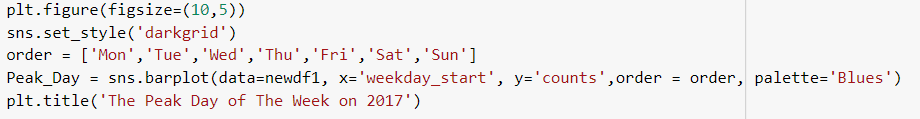 plt.figure(figsize=(10,5))
sns.set_style('darkgrid')
order = ['Mon','Tue','Wed','Thu','Fri','Sat','Sun']
Peak_Day = sns.barplot(data=newdf1, x='weekday_start', y='counts',order = order, palette='Blues')
plt.title('The Peak Day of The Week on 2017')